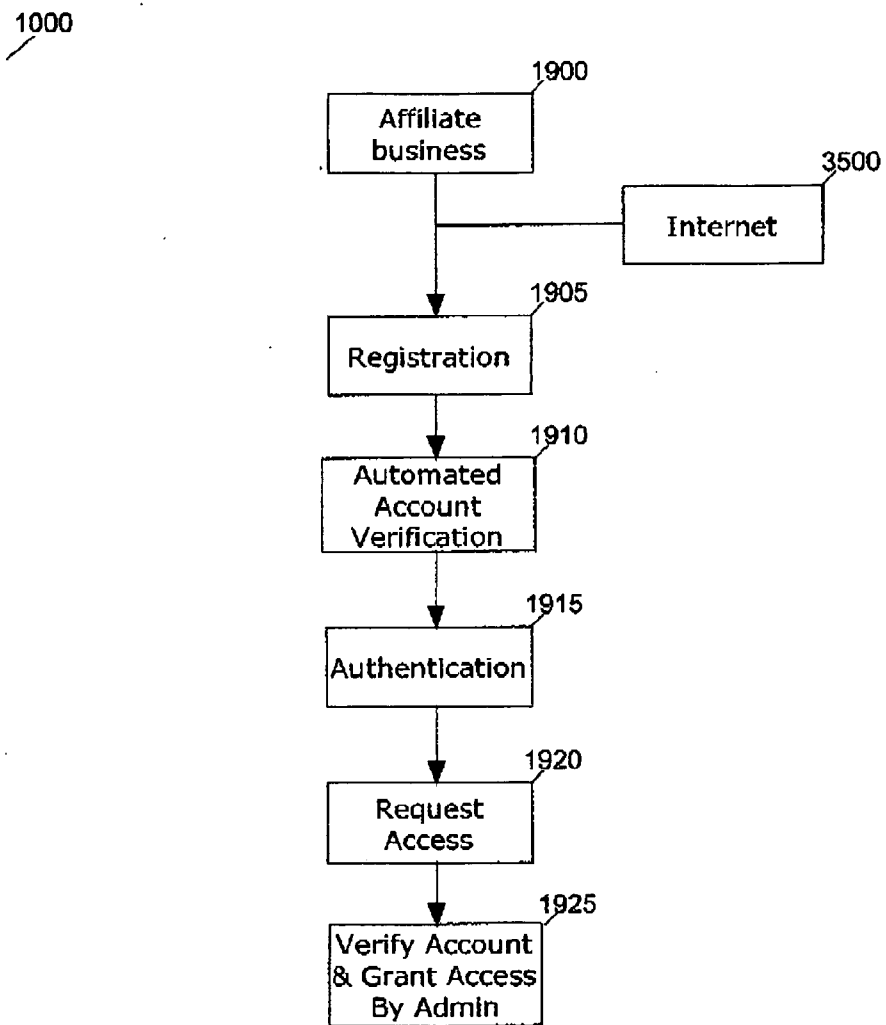 1000
1900
Affiliate
business
3500
Internet
1905
Registration
1910
Automated
Account
Verification
1915
Authentication
1920
Request
Access
1925
Verify Account
& Grant Access
By Admin